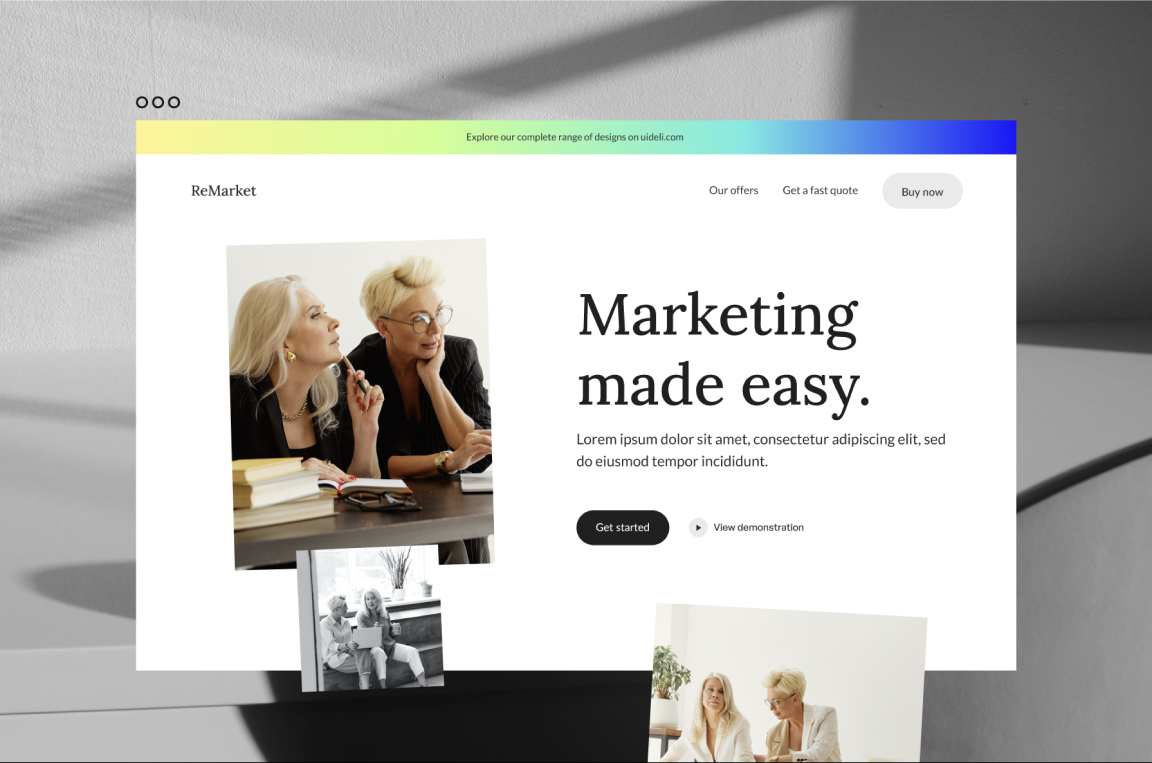 Explore our complete range of designs on uideli.com
ReMarket
Our offers
Get a fast quote
Buy now
Marketing
made easy.
Lorem ipsum dolor sit amet, consectetur adipiscing elit, sed
do eiusmod tempor incididunt.
Get started
View demonstration